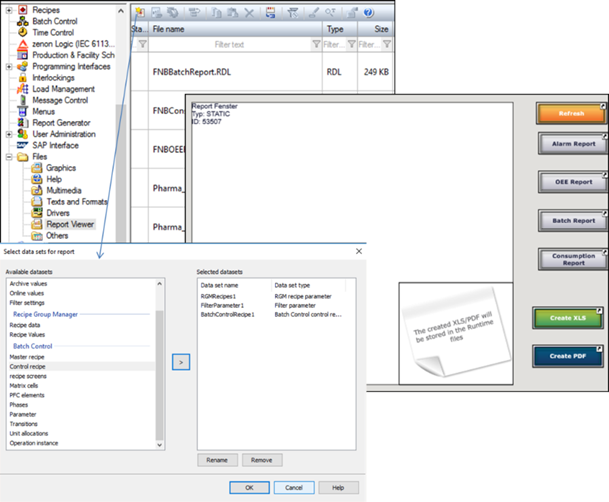 Recipes
Batch Control
Time Control
zenon Logic (IEC 6113...
Production & Facility Sch
Programming Interfaces
Interlockings
Load Management
Message Control
Menus
Report Generator
User Administration
SAP Interface
Files
Graphics
Help
Multimedia
Texts and Formats
Drivers
Report Viewer
Others
Sta... File name Type Size
Filter text Filter... Filter...
FNBBatchReport.RDL RDL 249 KB
FNBCon
FNBOEE
Pharma_
Pharma_
Report Fenster
Typ: STATIC
ID: 53507
Refresh
Alarm Report
OEE Report
Batch Report
Consumption
Report
The created XLS/PDF will
be stored in the Runtime
files
Create XLS
Create PDF
Select data sets for report
Available datasets
Archive values
Online values
Filter settings
Recipe Group Manager
Recipe data
Recipe Values
Batch Control
Master recipe
Control recipe
recipe screens
Matrix cells
PFC elements
Phases
Parameter
Transitions
Unit allocations
Operation instance
>
Selected datasets
Data set name Data set type
RGMRecipes1 RGM recipe parameter
FilterParameter1 Filter parameter
BatchControlRecipe1 Batch Control control re...
Rename Remove
OK Cancel Help